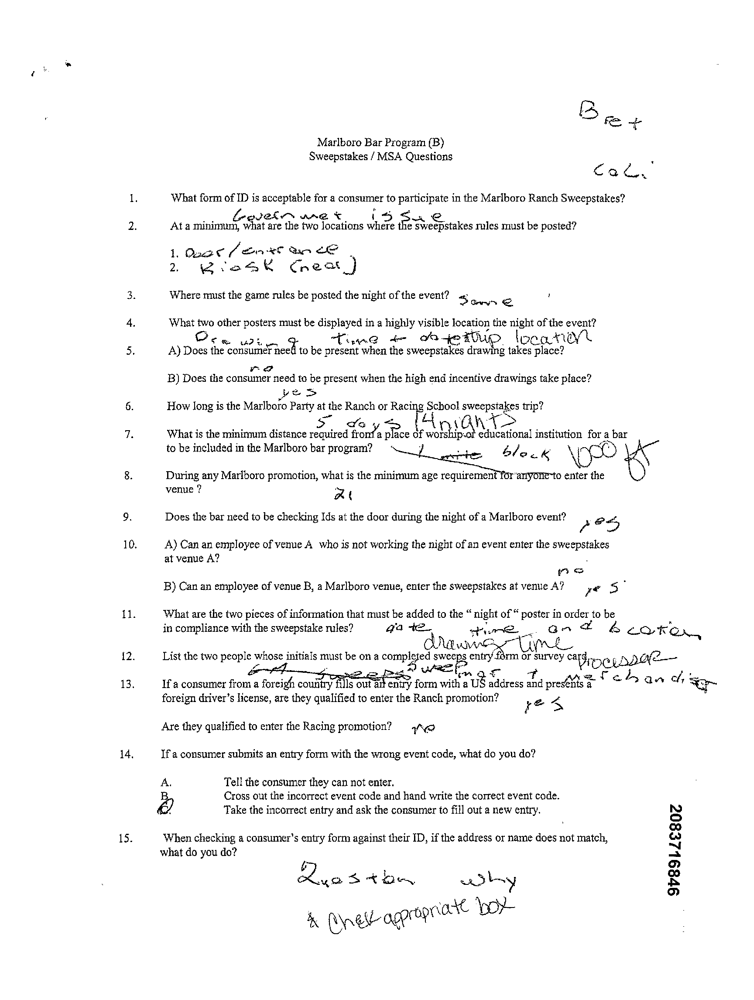 Bret
Cal.
Marlboro Bar Program (B)
Sweepstakes / MSA Questions
1. What form of ID is acceptable for a consumer to participate in the Marlboro Ranch Sweepstakes?
Govermet issue
2. At a minimum, what are the two locations where the sweepstakes rules must be posted?
1. Door/entrance
2. Kiosk (near)
3. Where must the game rules be posted the night of the event? Same
4. What two other posters must be displayed in a highly visible location the night of the event?
Drawing time + date trip location
5. A) Does the consumer need to be present when the sweepstakes drawing takes place?
no
B) Does the consumer need to be present when the high end incentive drawings take place?
yes
6. How long is the Marlboro Party at the Ranch or Racing School sweepstakes trip?
5 days /4nights
7. What is the minimum distance required from a place of worship or educational institution for a bar
to be included in the Marlboro bar program? 1 block 1000 ft
8. During any Marlboro promotion, what is the minimum age requirement for anyone to enter the
venue ?
21
9. Does the bar need to be checking Ids at the door during the night of a Marlboro event? yes
10. A) Can an employee of venue A who is not working the night of an event enter the sweepstakes
at venue A?
no
B) Can an employee of venue B, a Marlboro venue, enter the sweepstakes at venue A? yes
11. What are the two pieces of information that must be added to the " night of " poster in order to be
in compliance with the sweepstake rules? date time and location
drawing time
12. List the two people whose initials must be on a completed sweeps entry form or survey card. processor
13. If a consumer from a foreign country fills out an entry form with a US address and presents a
foreign driver's license, are they qualified to enter the Ranch promotion? yes
Are they qualified to enter the Racing promotion? no
14. If a consumer submits an entry form with the wrong event code, what do you do?
A. Tell the consumer they can not enter.
B. Cross out the incorrect event code and hand write the correct event code.
C. Take the incorrect entry and ask the consumer to fill out a new entry.
15. When checking a consumer's entry form against their ID, if the address or name does not match,
what do you do?
Queston why
& Chek appropriate box
2083716846